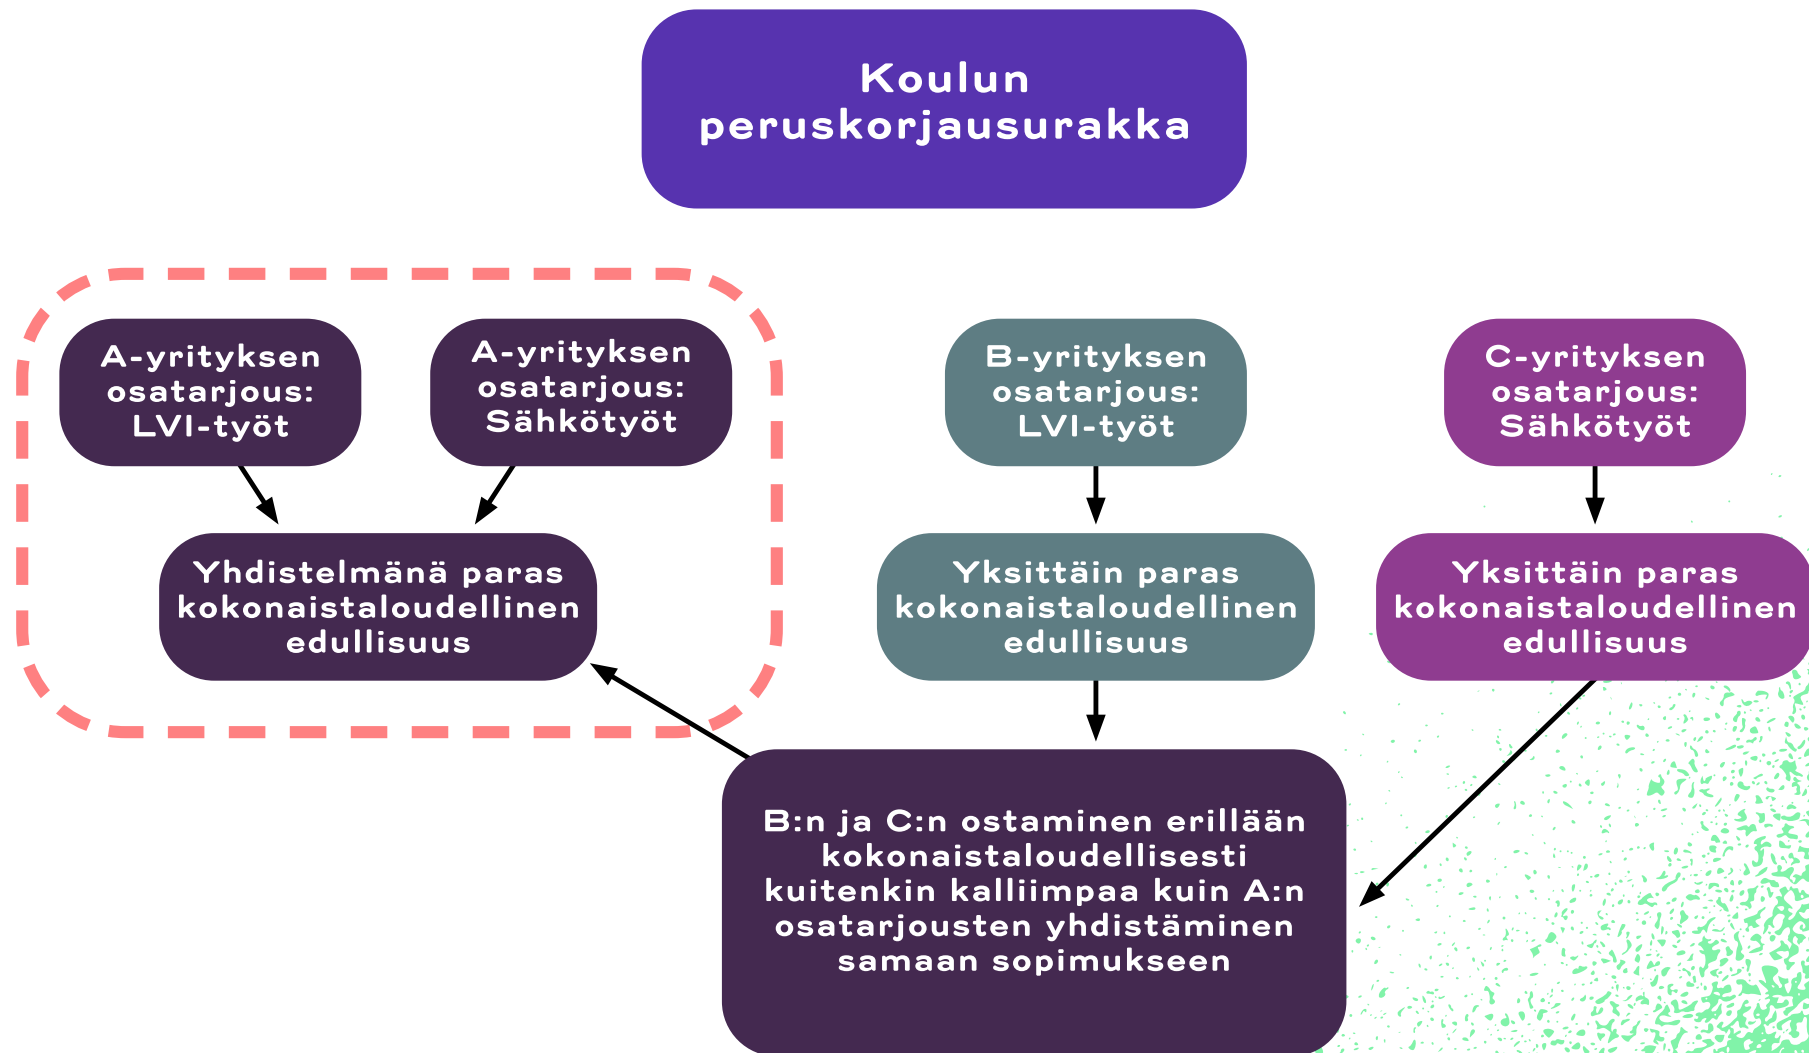 Koulun
peruskorjausurakka
A-yrityksen
osatarjous:
LVI-työt
A-yrityksen
osatarjous:
Sähkötyöt
B-yrityksen
osatarjous:
LVI-työt
C-yrityksen
osatarjous:
Sähkötyöt
Yhdistelmänä paras
kokonaistaloudellinen
edullisuus
Yksittäin paras
kokonaistaloudellinen
edullisuus
Yksittäin paras
kokonaistaloudellinen
edullisuus
B:n ja C:n ostaminen erillään
kokonaistaloudellisesti
kuitenkin kalliimpaa kuin A:n
osatarjousten yhdistäminen
samaan sopimukseen